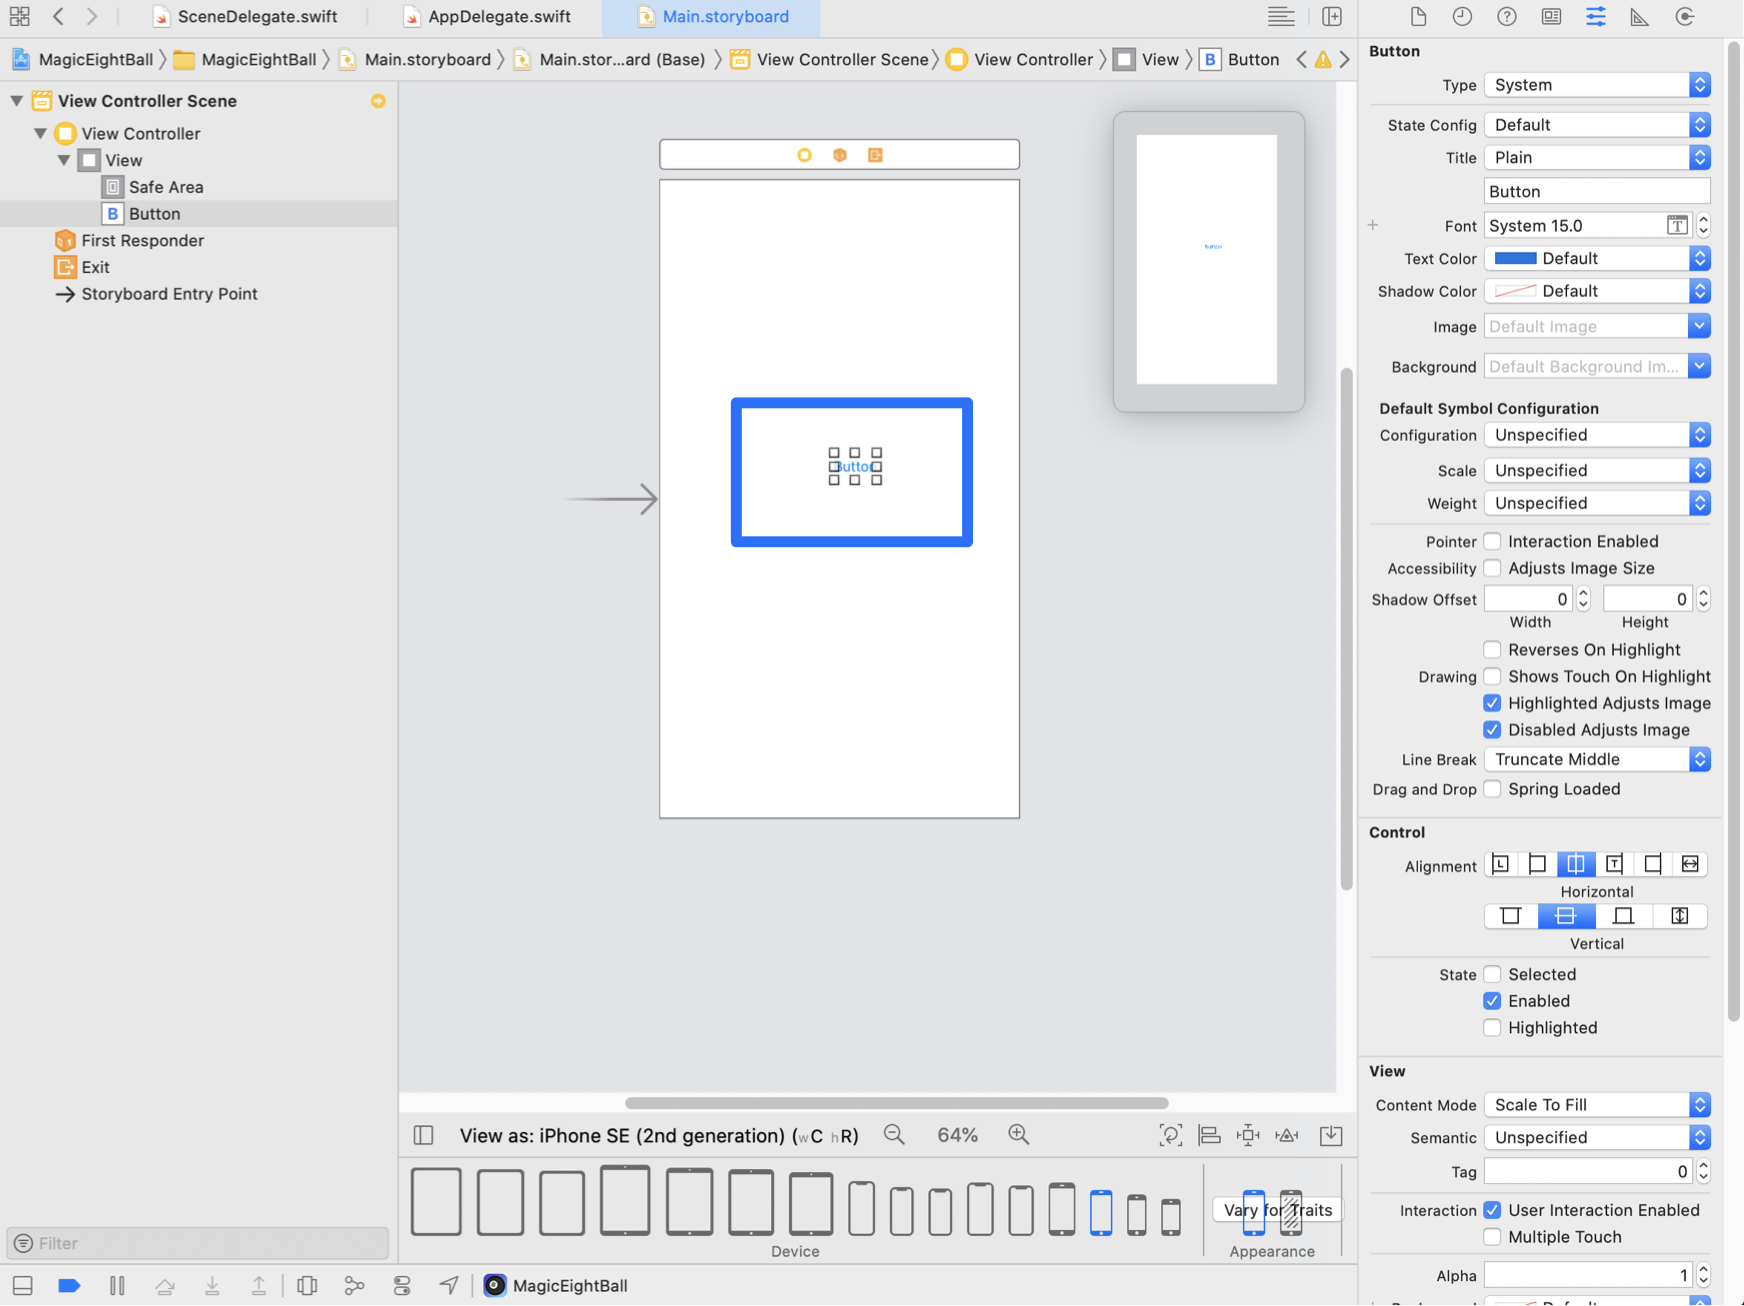 SceneDelegate.swift
AppDelegate.swift
Main.storyboard
MagicEightBall
MagicEightBall
Main.storyboard
Main.stor...ard (Base)
View Controller Scene
View Controller
View
B Button
View Controller Scene
View Controller
View
Safe Area
B Button
First Responder
Exit
Storyboard Entry Point
Filter
Button
Button
View as: iPhone SE (2nd generation) (wC hR)
64%
Device
Vary for Traits
Appearance
MagicEightBall
Button
Type System
State Config Default
Title Plain
Button
Font System 15.0 T
Text Color Default
Shadow Color Default
Image Default Image
Background Default Background Im...
Default Symbol Configuration
Configuration Unspecified
Scale Unspecified
Weight Unspecified
Pointer Interaction Enabled
Accessibility Adjusts Image Size
Shadow Offset 0 0
Width Height
Reverses On Highlight
Drawing Shows Touch On Highlight
Highlighted Adjusts Image
Disabled Adjusts Image
Line Break Truncate Middle
Drag and Drop Spring Loaded
Control
Alignment L T
Horizontal
Vertical
State Selected
Enabled
Highlighted
View
Content Mode Scale To Fill
Semantic Unspecified
Tag 0
Interaction User Interaction Enabled
Multiple Touch
Alpha 1